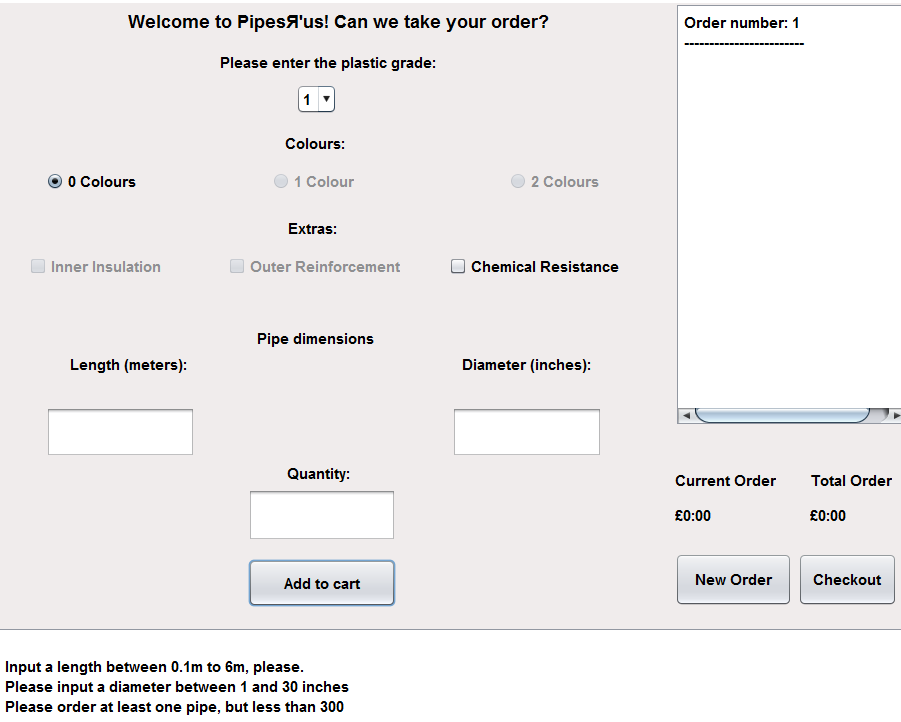 Welcome to PipesЯ'us! Can we take your order?
Please enter the plastic grade:
1
Colours:
0 Colours 1 Colour 2 Colours
Extras:
Inner Insulation Outer Reinforcement Chemical Resistance
Pipe dimensions
Length (meters): Diameter (inches):
Quantity:
Add to cart
Order number: 1
------------------------
Current Order Total Order
£0:00 £0:00
New Order Checkout
Input a length between 0.1m to 6m, please.
Please input a diameter between 1 and 30 inches
Please order at least one pipe, but less than 300